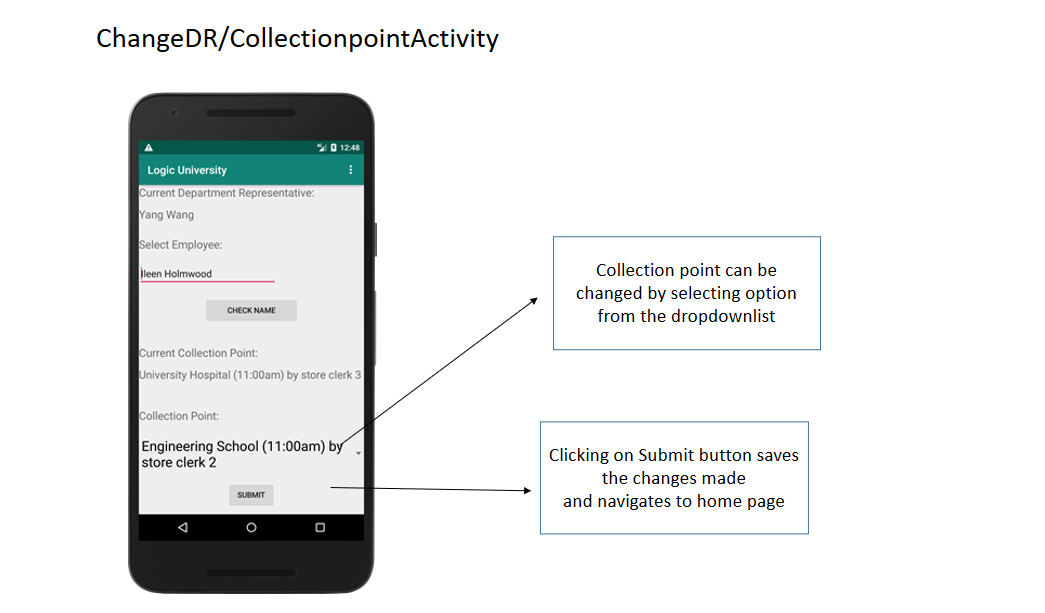 ChangeDR/CollectionpointActivity
12:48
Logic University
Current Department Representative:
Yang Wang
Select Employee:
Ileen Holmwood
CHECK NAME
Current Collection Point:
University Hospital (11:00am) by store clerk 3
Collection Point:
Engineering School (11:00am) by
store clerk 2
SUBMIT
Collection point can be
changed by selecting option
from the dropdownlist
Clicking on Submit button saves
the changes made
and navigates to home page